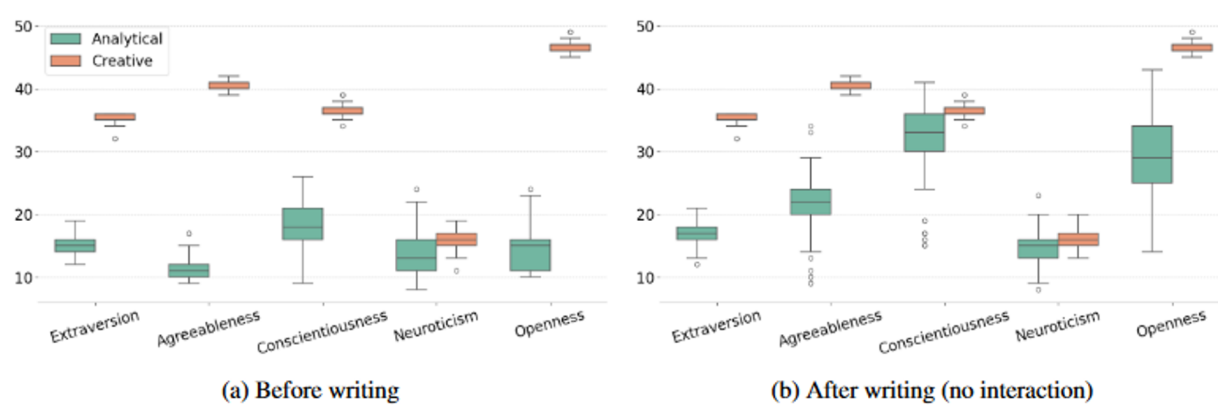 50
40
30
20
10
Analytical
Creative
Extraversion
Agreeableness
Conscientiousness
Neuroticism
Openness
(a) Before writing
50
40
30
20
10
Extraversion
Agreeableness
Conscientiousness
Neuroticism
Openness
(b) After writing (no interaction)